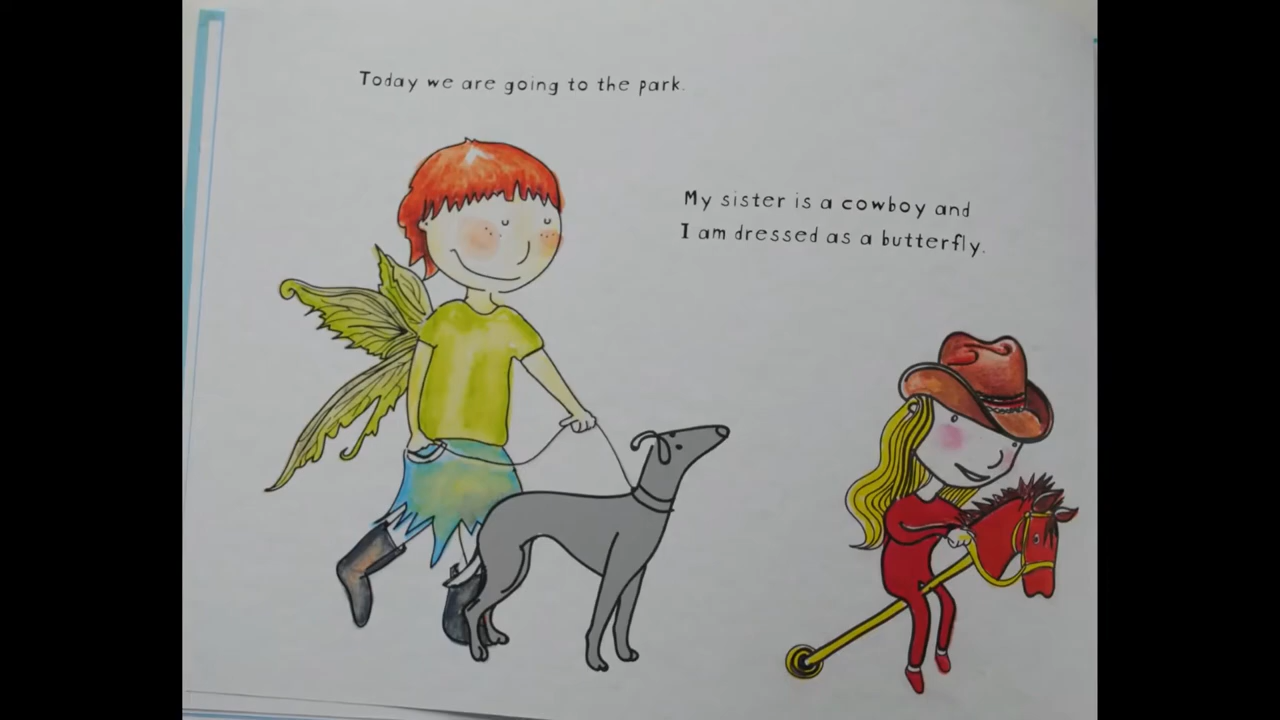 Today we are going to the park.
My sister is a cowboy and
I am dressed as a butterfly.